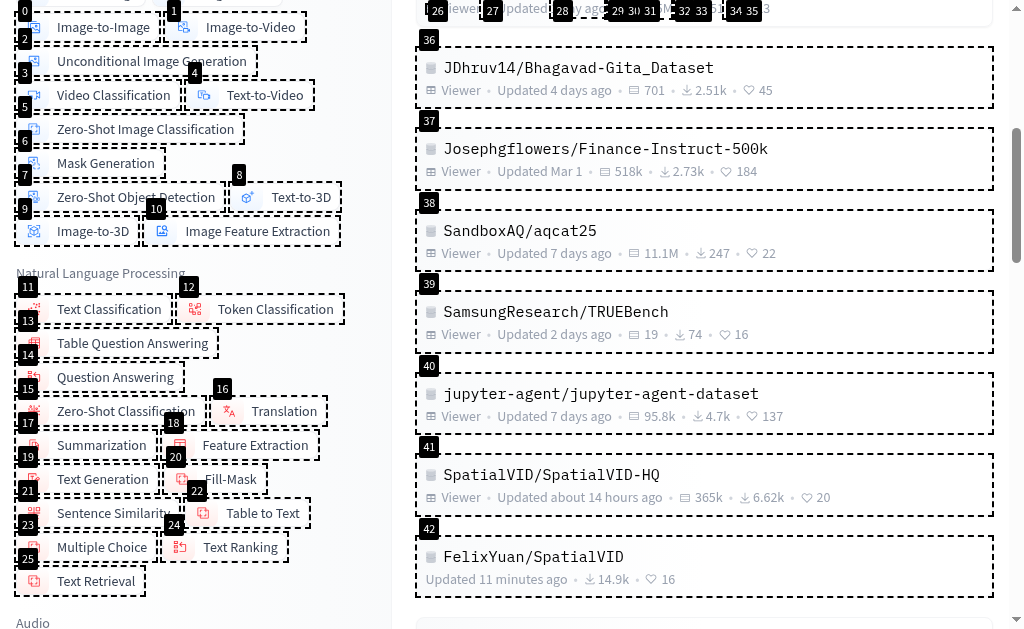 0
1
Image-to-Image
Image-to-Video
2
Unconditional Image Generation
3
4
Video Classification
Text-to-Video
5
Zero-Shot Image Classification
6
Mask Generation
7
8
Zero-Shot Object Detection
Text-to-3D
9
10
Image-to-3D
Image Feature Extraction
Natural Language Processing
11
12
Text Classification
Token Classification
13
Table Question Answering
14
Question Answering
15
16
Zero-Shot Classification
Translation
17
18
Summarization
Feature Extraction
19
20
Text Generation
Fill-Mask
21
22
Sentence Similarity
Table to Text
23
24
Multiple Choice
Text Ranking
25
Text Retrieval
Audio
26 27 28 29 30 31 32 33 34 35
Updated
ago
36
JDhruv14/Bhagavad-Gita_Dataset
Viewer • Updated 4 days ago • 701 • 2.51k • 45
37
Josephgflowers/Finance-Instruct-500k
Viewer • Updated Mar 1 • 518k • 2.73k • 184
38
SandboxAQ/aqcat25
Viewer • Updated 7 days ago • 11.1M • 247 • 22
39
SamsungResearch/TRUEBench
Viewer • Updated 2 days ago • 19 • 74 • 16
40
jupyter-agent/jupyter-agent-dataset
Viewer • Updated 7 days ago • 95.8k • 4.7k • 137
41
SpatialVID/SpatialVID-HQ
Viewer • Updated about 14 hours ago • 365k • 6.62k • 20
42
FelixYuan/SpatialVID
Updated 11 minutes ago • 14.9k • 16